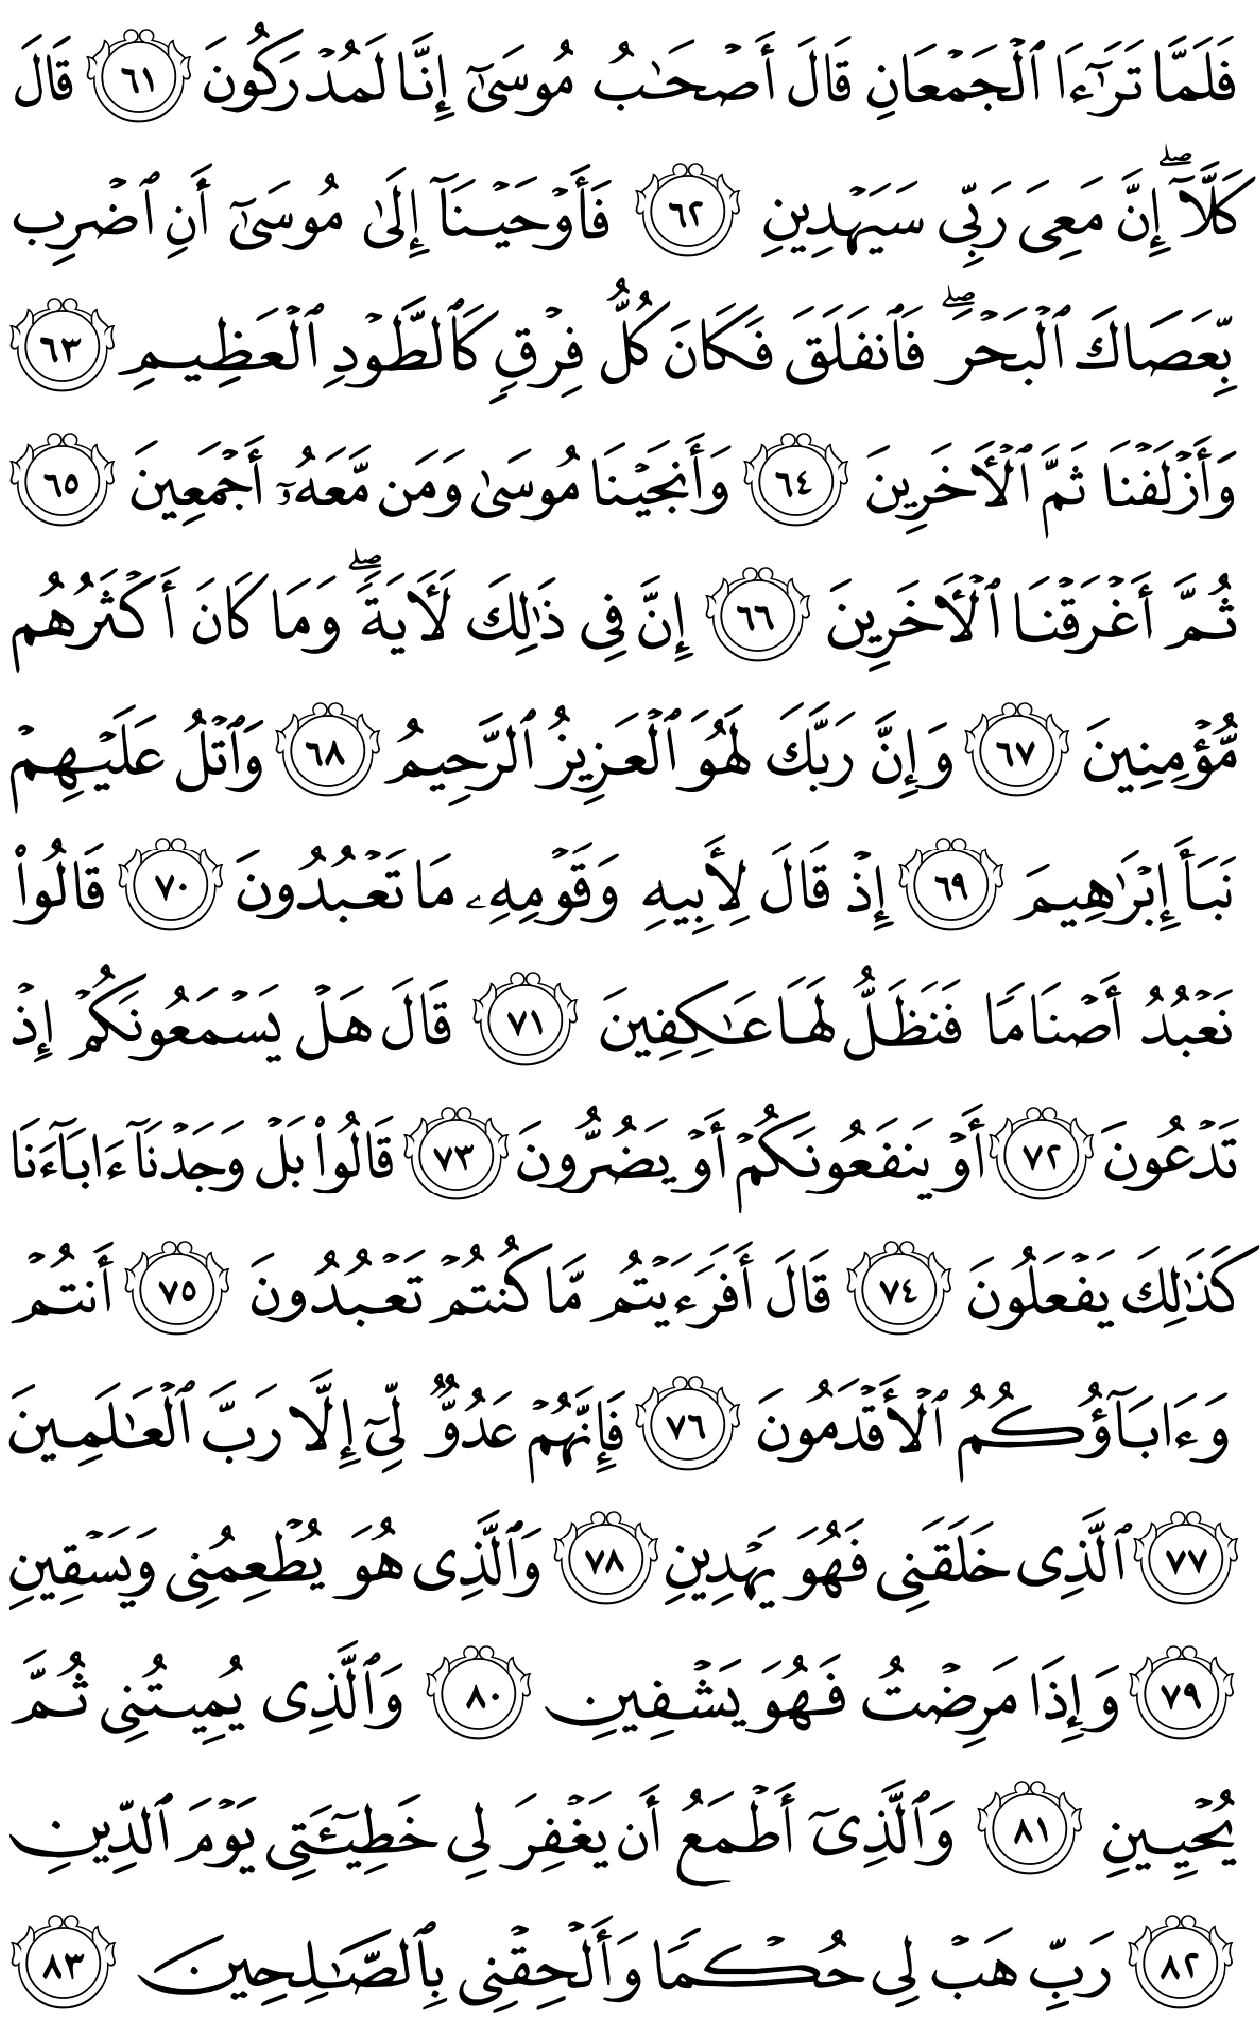 فَلَمَّا تَرَٰٓءَا ٱلۡجَمۡعَانِ قَالَ أَصۡحَٰبُ مُوسَىٰٓ إِنَّا لَمُدۡرَكُونَ ٦١ قَالَ
كَلَّآۖ إِنَّ مَعِيَ رَبِّي سَيَهۡدِينِ ٦٢ فَأَوۡحَيۡنَآ إِلَىٰ مُوسَىٰٓ أَنِ ٱضۡرِب
بِّعَصَاكَ ٱلۡبَحۡرَۖ فَٱنفَلَقَ فَكَانَ كُلُّ فِرۡقٖ كَٱلطَّوۡدِ ٱلۡعَظِيمِ ٦٣
وَأَزۡلَفۡنَا ثَمَّ ٱلۡأٓخَرِينَ ٦٤ وَأَنجَيۡنَا مُوسَىٰ وَمَن مَّعَهُۥٓ أَجۡمَعِينَ ٦٥
ثُمَّ أَغۡرَقۡنَا ٱلۡأٓخَرِينَ ٦٦ إِنَّ فِي ذَٰلِكَ لَأٓيَةٗۖ وَمَا كَانَ أَكۡثَرُهُم
مُّؤۡمِنِينَ ٦٧ وَإِنَّ رَبَّكَ لَهُوَ ٱلۡعَزِيزُ ٱلرَّحِيمُ ٦٨ وَٱتۡلُ عَلَيۡهِمۡ
نَبَأَ إِبۡرَٰهِيمَ ٦٩ إِذۡ قَالَ لِأَبِيهِ وَقَوۡمِهِۦ مَا تَعۡبُدُونَ ٧٠ قَالُواْ
نَعۡبُدُ أَصۡنَامٗا فَنَظَلُّ لَهَا عَٰكِفِينَ ٧١ قَالَ هَلۡ يَسۡمَعُونَكُمۡ إِذۡ
تَدۡعُونَ ٧٢ أَوۡ يَنفَعُونَكُمۡ أَوۡ يَضُرُّونَ ٧٣ قَالُواْ بَلۡ وَجَدۡنَآ ءَابَآءَنَا
كَذَٰلِكَ يَفۡعَلُونَ ٧٤ قَالَ أَفَرَءَيۡتُم مَّا كُنتُمۡ تَعۡبُدُونَ ٧٥ أَنتُمۡ
وَءَابَآؤُكُمُ ٱلۡأَقۡدَمُونَ ٧٦ فَإِنَّهُمۡ عَدُوّٞ لِّيٓ إِلَّا رَبَّ ٱلۡعَٰلَمِينَ
٧٧ ٱلَّذِي خَلَقَنِي فَهُوَ يَهۡدِينِ ٧٨ وَٱلَّذِي هُوَ يُطۡعِمُنِي وَيَسۡقِينِ
٧٩ وَإِذَا مَرِضۡتُ فَهُوَ يَشۡفِينِ ٨٠ وَٱلَّذِي يُمِيتُنِي ثُمَّ
يُحۡيِينِ ٨١ وَٱلَّذِيٓ أَطۡمَعُ أَن يَغۡفِرَ لِي خَطِيٓـَٔتِي يَوۡمَ ٱلدِّينِ
٨٢ رَبِّ هَبۡ لِي حُكۡمٗا وَأَلۡحِقۡنِي بِٱلصَّٰلِحِينَ ٨٣